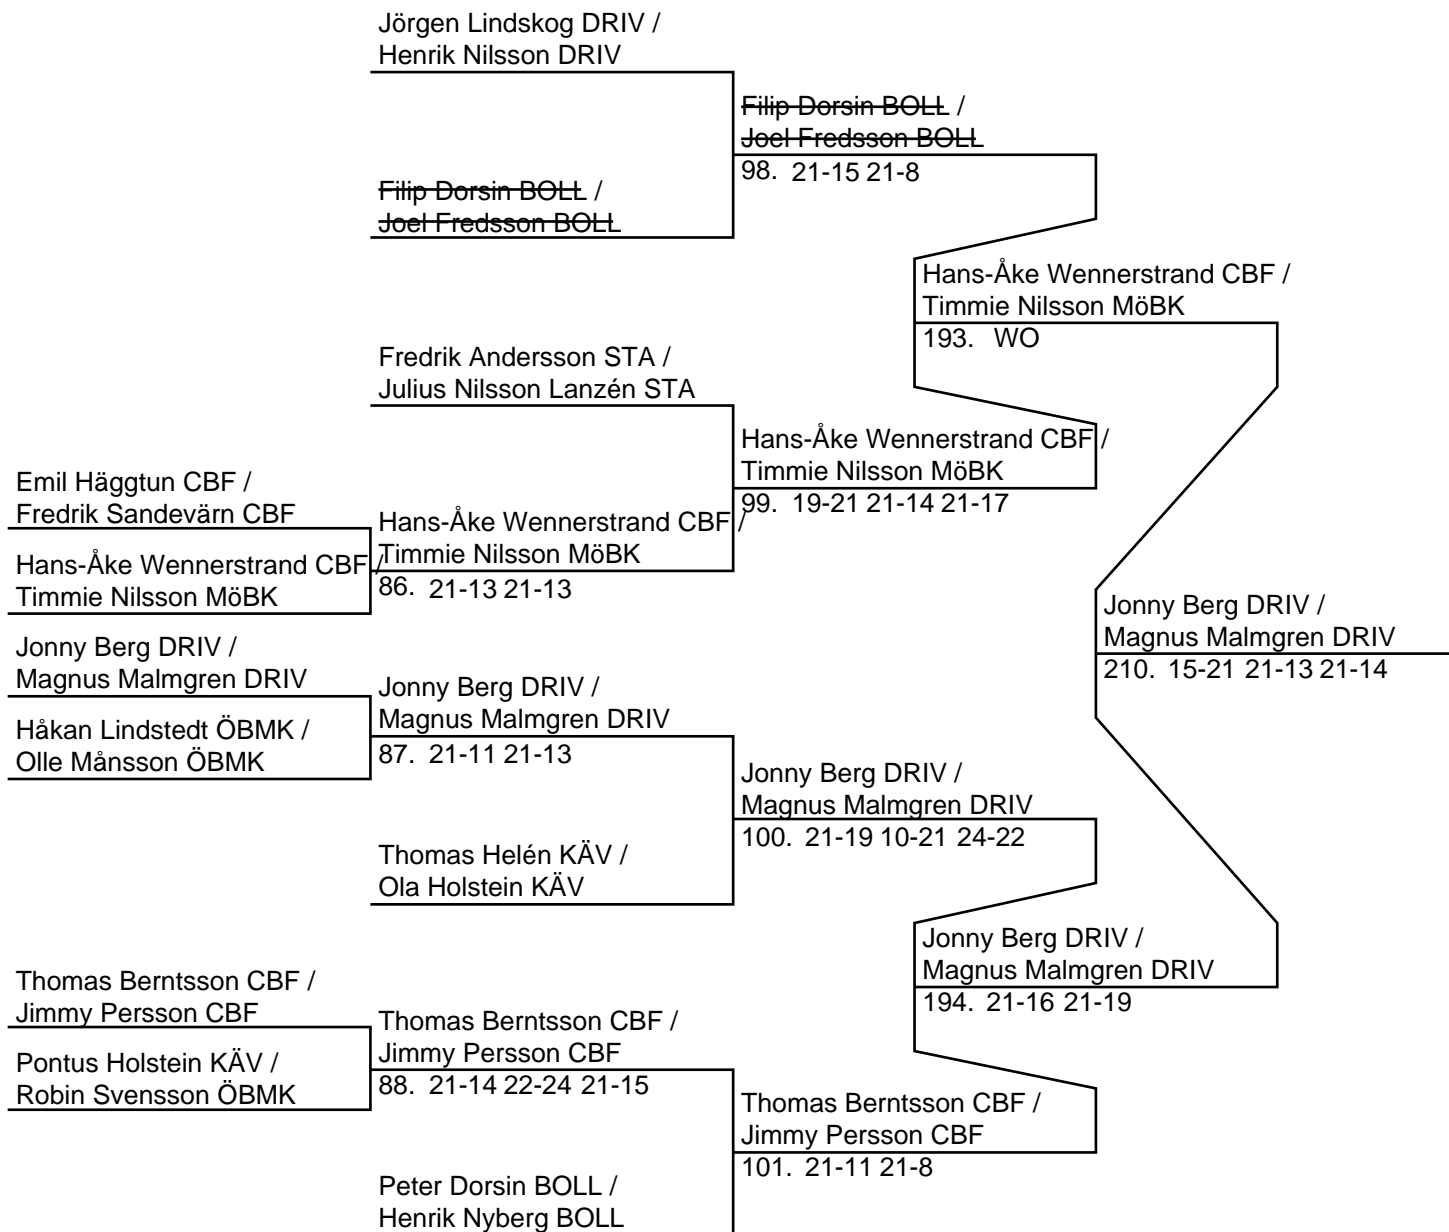 Jörgen Lindskog DRIV /
Henrik Nilsson DRIV
Filip Dorsin BOLL /
Joel Fredsson BOLL
98. 21-15 21-8
Filip Dorsin BOLL /
Joel Fredsson BOLL
Hans-Åke Wennerstrand CBF /
Timmie Nilsson MöBK
193. WO
Fredrik Andersson STA /
Julius Nilsson Lanzén STA
Hans-Åke Wennerstrand CBF /
Timmie Nilsson MöBK
99. 19-21 21-14 21-17
Emil Häggtun CBF /
Fredrik Sandevärn CBF
Hans-Åke Wennerstrand CBF /
Timmie Nilsson MöBK
86. 21-13 21-13
Hans-Åke Wennerstrand CBF /
Timmie Nilsson MöBK
Jonny Berg DRIV /
Magnus Malmgren DRIV
210. 15-21 21-13 21-14
Jonny Berg DRIV /
Magnus Malmgren DRIV
Jonny Berg DRIV /
Magnus Malmgren DRIV
87. 21-11 21-13
Håkan Lindstedt ÖBMK /
Olle Månsson ÖBMK
Jonny Berg DRIV /
Magnus Malmgren DRIV
100. 21-19 10-21 24-22
Thomas Helén KÄV /
Ola Holstein KÄV
Jonny Berg DRIV /
Magnus Malmgren DRIV
194. 21-16 21-19
Thomas Berntsson CBF /
Jimmy Persson CBF
Thomas Berntsson CBF /
Jimmy Persson CBF
88. 21-14 22-24 21-15
Pontus Holstein KÄV /
Robin Svensson ÖBMK
Thomas Berntsson CBF /
Jimmy Persson CBF
101. 21-11 21-8
Peter Dorsin BOLL /
Henrik Nyberg BOLL